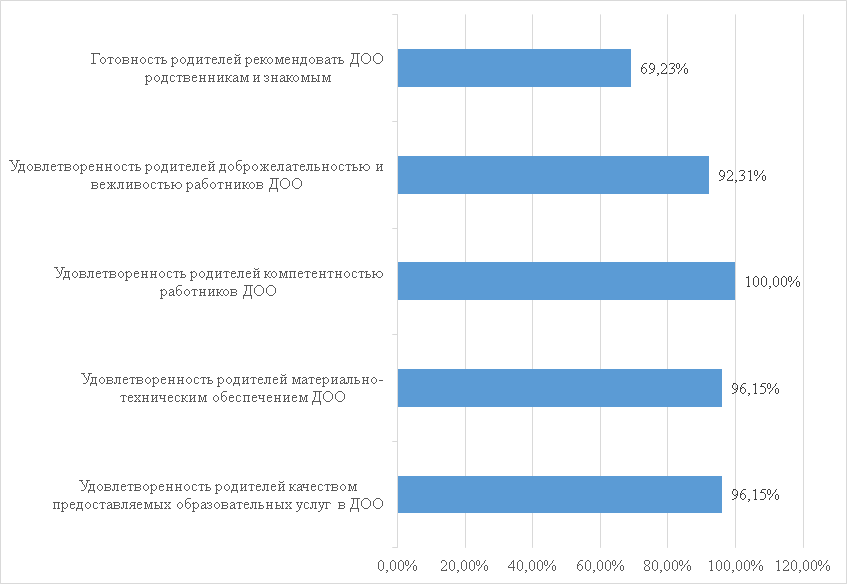 Готовность родителей рекомендовать ДОО
родственникам и знакомым
69,23%
Удовлетворенность родителей доброжелательностью и
вежливостью работников ДОО
92,31%
Удовлетворенность родителей компетентностью
работников ДОО
100,00%
Удовлетворенность родителей материально-
техническим обеспечением ДОО
96,15%
Удовлетворенность родителей качеством
предоставляемых образовательных услуг в ДОО
96,15%
0,00% 20,00% 40,00% 60,00% 80,00% 100,00% 120,00%